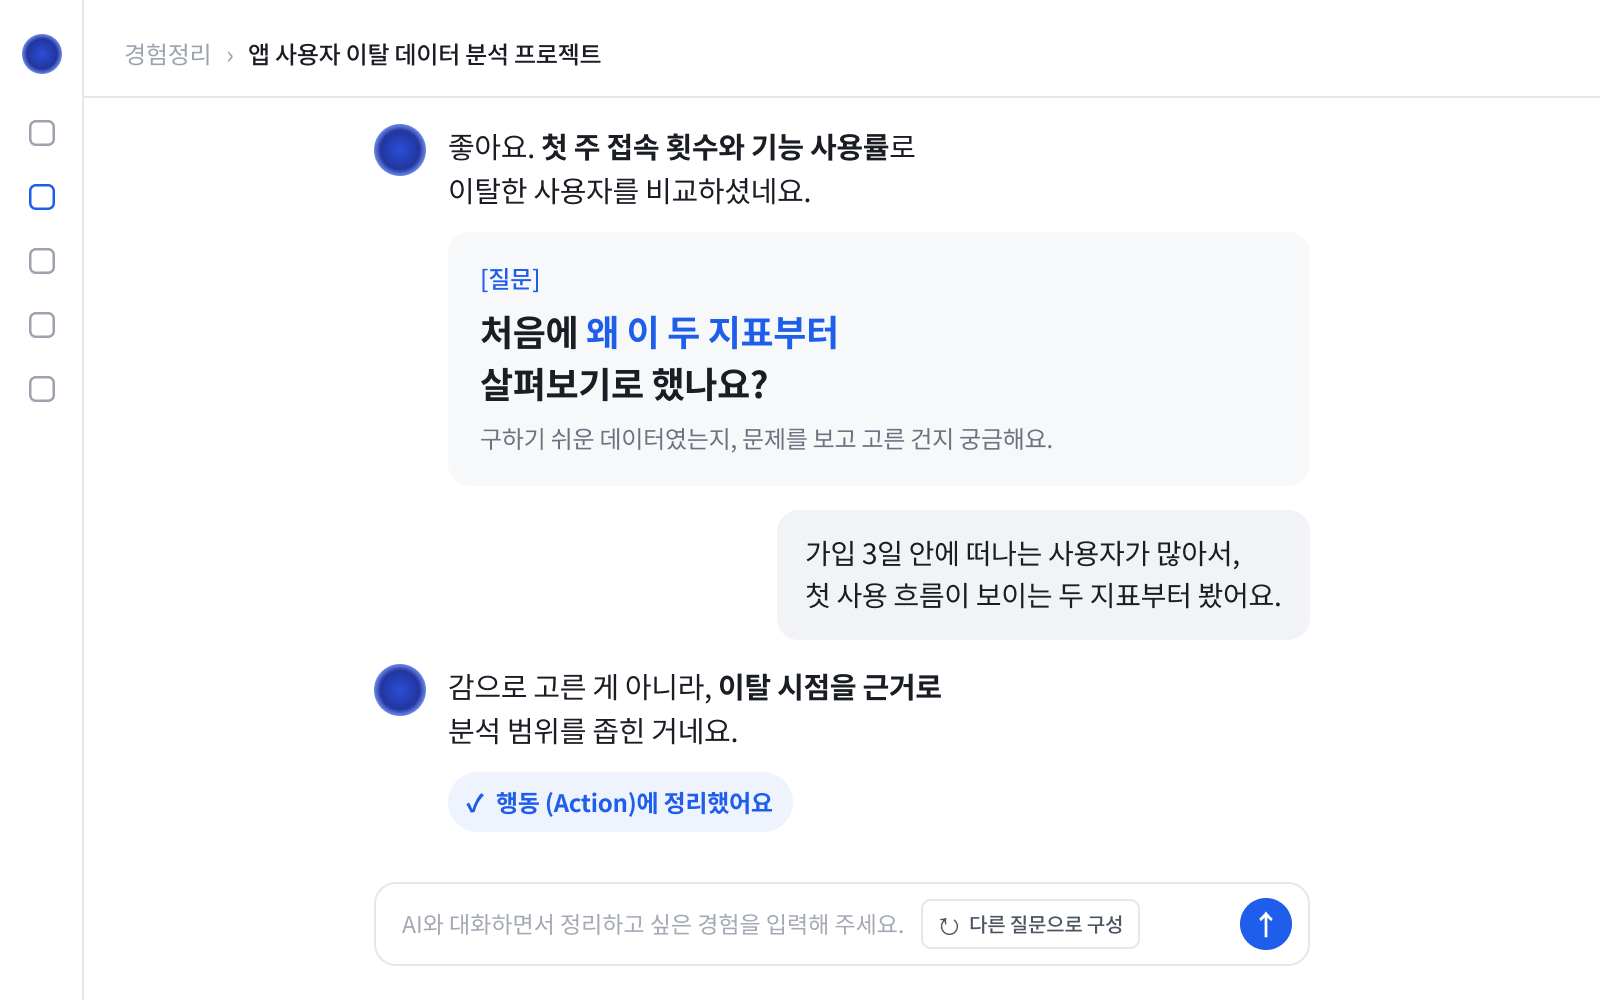 경험정리 › 앱 사용자 이탈 데이터 분석 프로젝트
좋아요. 첫 주 접속 횟수와 기능 사용률로
이탈한 사용자를 비교하셨네요.
[질문]
처음에 왜 이 두 지표부터
살펴보기로 했나요?
구하기 쉬운 데이터였는지, 문제를 보고 고른 건지 궁금해요.
가입 3일 안에 떠나는 사용자가 많아서,
첫 사용 흐름이 보이는 두 지표부터 봤어요.
감으로 고른 게 아니라, 이탈 시점을 근거로
분석 범위를 좁힌 거네요.
✓ 행동 (Action)에 정리했어요
AI와 대화하면서 정리하고 싶은 경험을 입력해 주세요. 다른 질문으로 구성